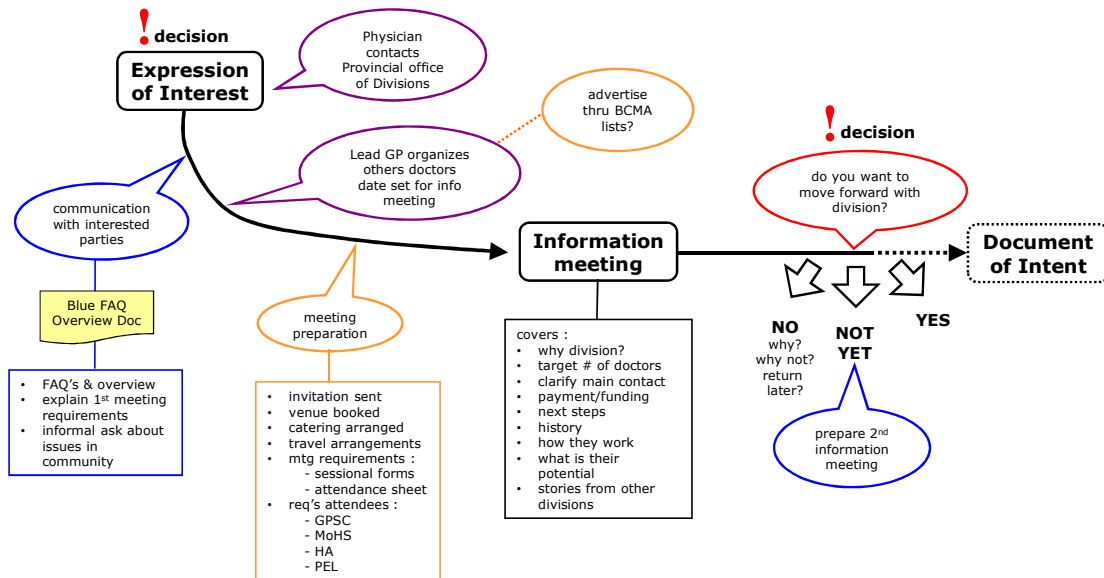 ! decision
Expression
of Interest
Physician
contacts
Provincial office
of Divisions
advertise
thru BCMA
lists?
Lead GP organizes
others doctors
date set for info
meeting
communication
with interested
parties
Blue FAQ
Overview Doc
• FAQ's & overview
• explain 1st meeting
requirements
• informal ask about
issues in
community
meeting
preparation
• invitation sent
• venue booked
• catering arranged
• travel arrangements
• mtg requirements :
- sessional forms
- attendance sheet
• req's attendees :
- GPSC
- MoHS
- HA
- PEL
Information
meeting
covers :
• why division?
• target # of doctors
• clarify main contact
• payment/funding
• next steps
• history
• how they work
• what is their
potential
• stories from other
divisions
! decision
do you want to
move forward with
division?
NO
why?
why not?
return
later?
NOT
YET
YES
prepare 2nd
information
meeting
Document
of Intent